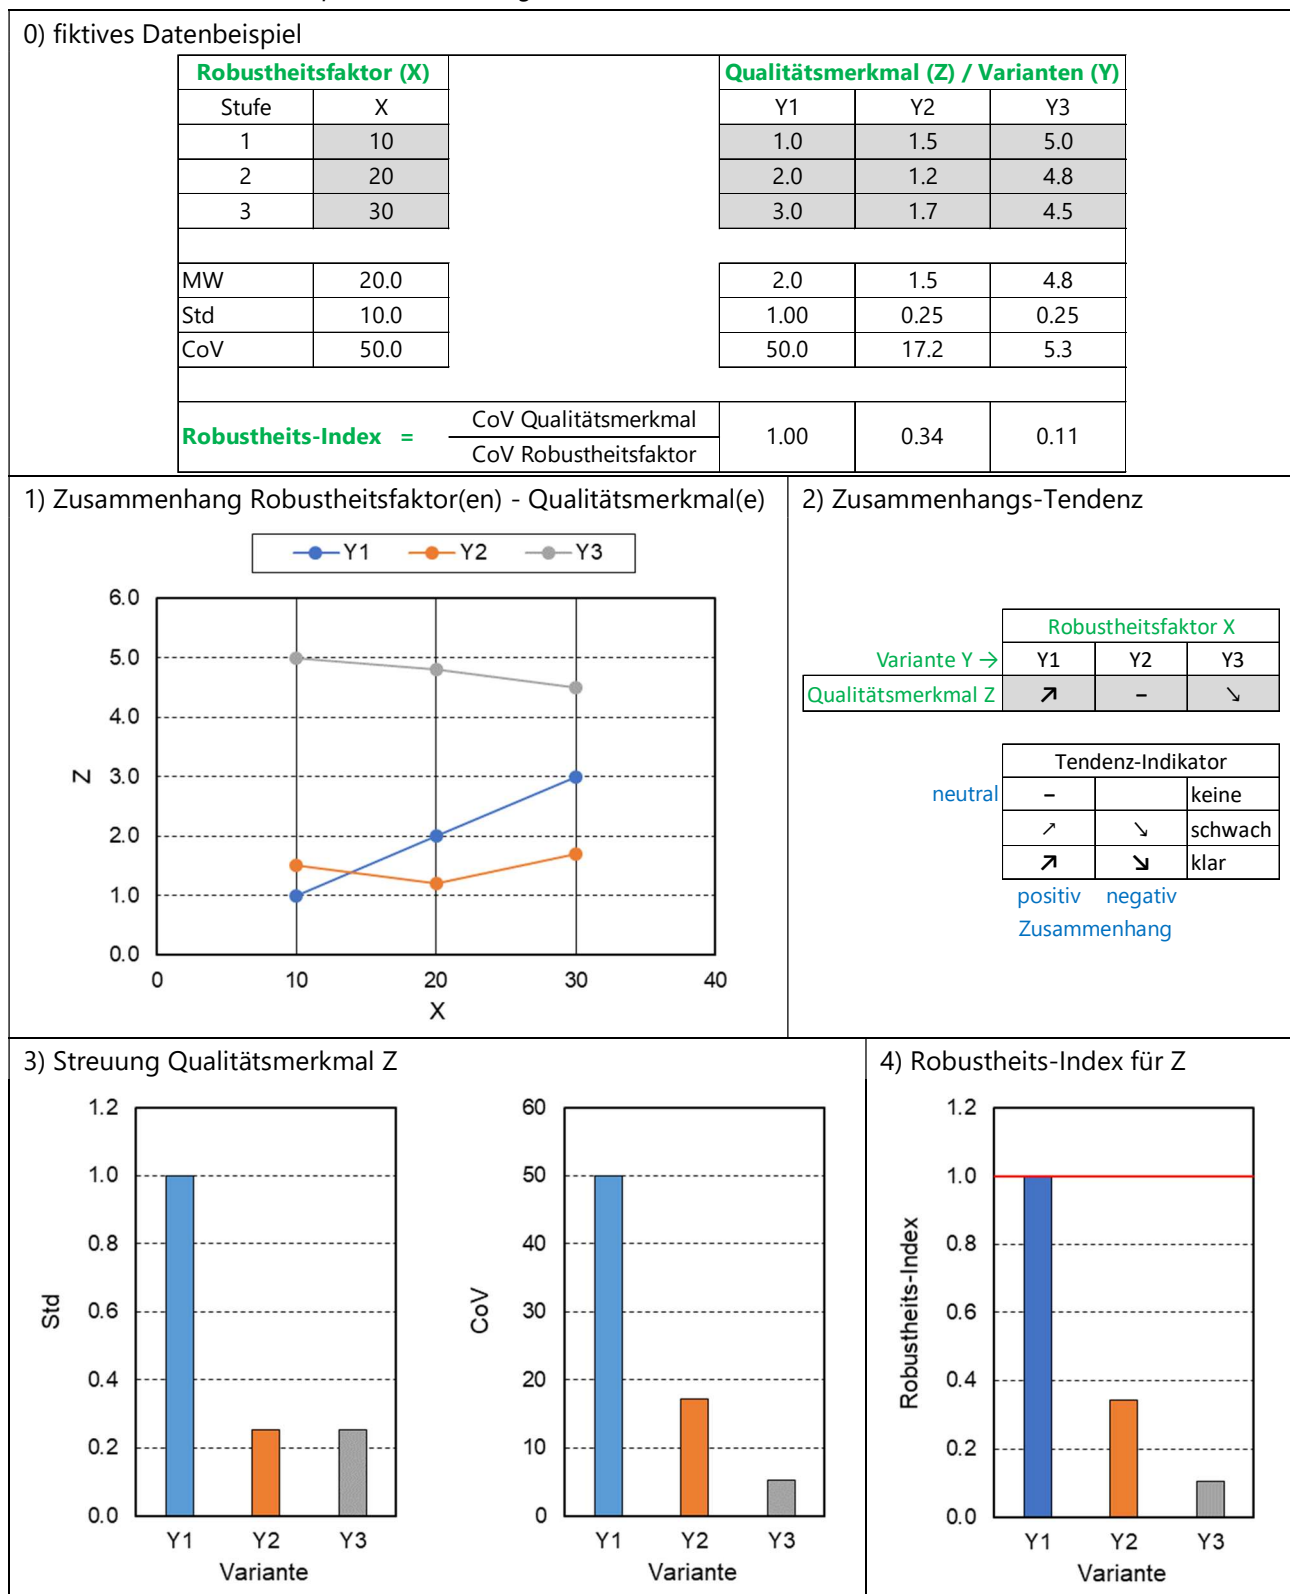 0) fiktives Datenbeispiel
Robustheitsfaktor (X) Qualitätsmerkmal (Z) / Varianten (Y)
Stufe X Y1 Y2 Y3
1 10 1.0 1.5 5.0
2 20 2.0 1.2 4.8
3 30 3.0 1.7 4.5
MW 20.0 2.0 1.5 4.8
Std 10.0 1.00 0.25 0.25
CoV 50.0 50.0 17.2 5.3
Robustheits-Index = CoV Qualitätsmerkmal 1.00 0.34 0.11
CoV Robustheitsfaktor
1) Zusammenhang Robustheitsfaktor(en) - Qualitätsmerkmal(e)
Y1 Y2 Y3
6.0
5.0
4.0
3.0
2.0
1.0
0.0
Z
0 10 20 30 40
X
2) Zusammenhangs-Tendenz
Robustheitsfaktor X
Variante Y → Y1 Y2 Y3
Qualitätsmerkmal Z ↗ – ↘
Tendenz-Indikator
neutral – keine
↗ ↘ schwach
↗ ↘ klar
positiv negativ
Zusammenhang
3) Streuung Qualitätsmerkmal Z
1.2
1.0
0.8
0.6
0.4
0.2
0.0
Std
Y1 Y2 Y3
Variante
60
50
40
30
20
10
0
CoV
Y1 Y2 Y3
Variante
4) Robustheits-Index für Z
1.2
1.0
0.8
0.6
0.4
0.2
0.0
Robustheits-Index
Y1 Y2 Y3
Variante